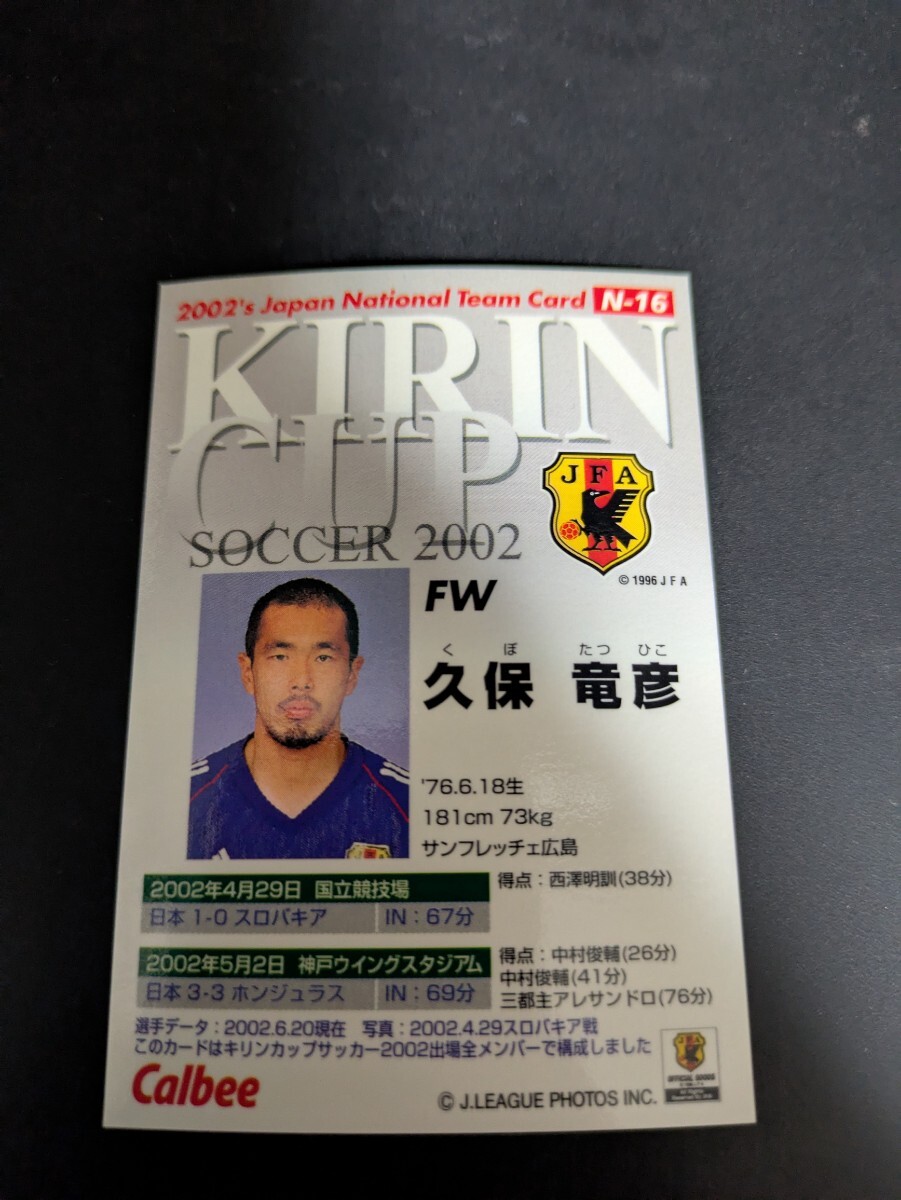 2002's Japan National Team Card N-16
KIRIN
CUP
SOCCER 2002
JFA
© 1996 J F A
FW
く ぼ たつ ひこ
久保 竜彦
'76.6.18生
181cm 73kg
サンフレッチェ広島
2002年4月29日 国立競技場
日本 1-0 スロバキア IN：67分
得点：西澤明訓(38分)
2002年5月2日 神戸ウイングスタジアム
日本 3-3 ホンジュラス IN：69分
得点：中村俊輔(26分)
中村俊輔(41分)
三都主アレサンドロ(76分)
選手データ：2002.6.20現在 写真：2002.4.29スロバキア戦
このカードはキリンカップサッカー2002出場全メンバーで構成しました
Calbee
© J.LEAGUE PHOTOS INC.
OFFICIAL GOODS